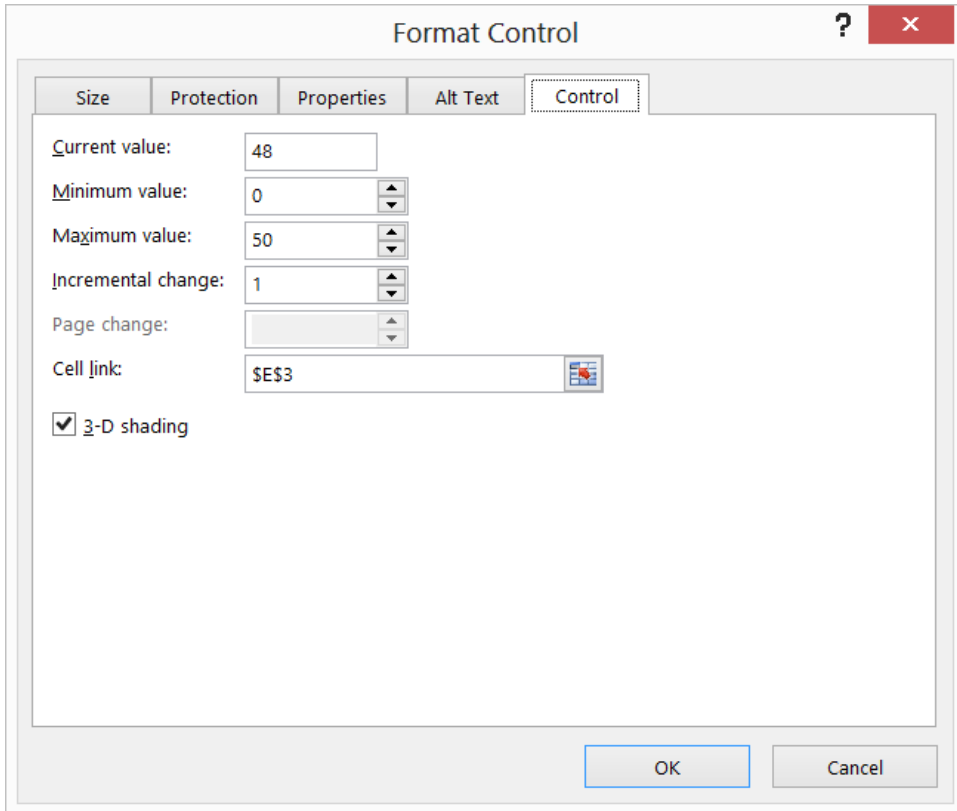 Format Control
?
Size Protection Properties Alt Text Control
Current value: 48
Minimum value: 0
Maximum value: 50
Incremental change: 1
Page change:
Cell link: $E$3
3-D shading
OK Cancel